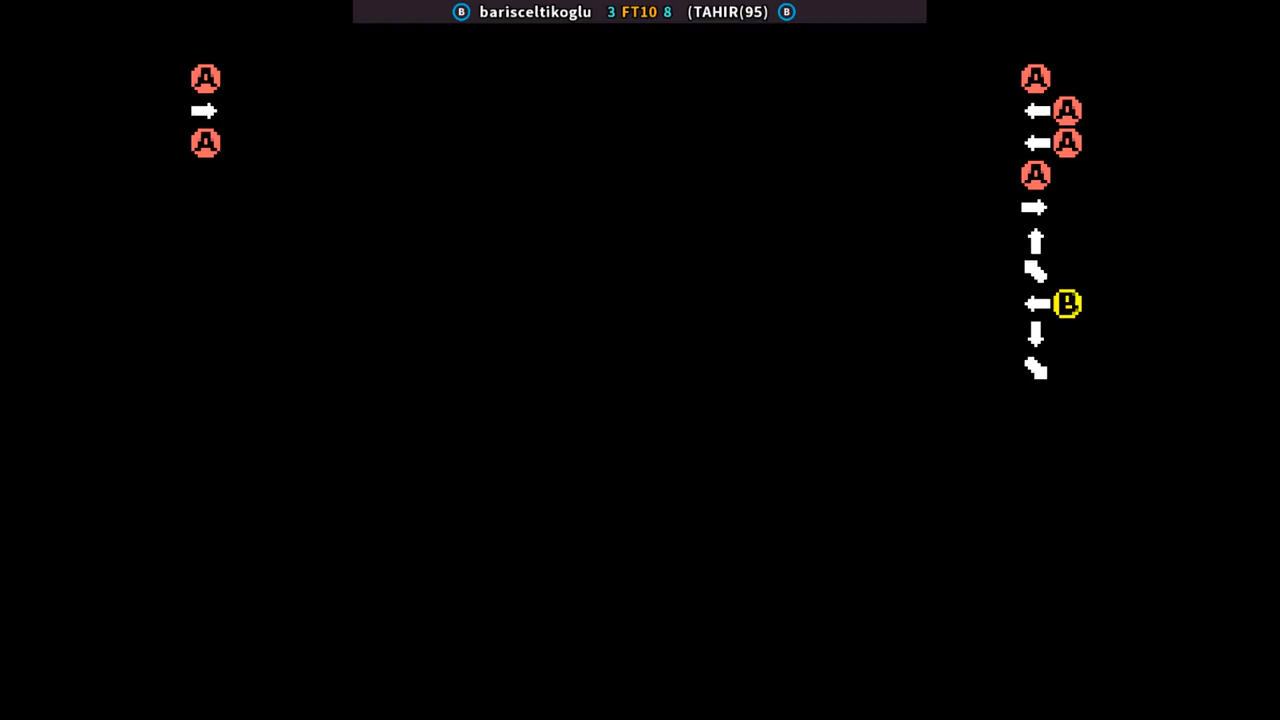 B barisceltikoglu 3 FT10 8 (TAHIR(95) B
A A
→ ← A
A ← A
A
→
↑
↖
← B
↓
↘